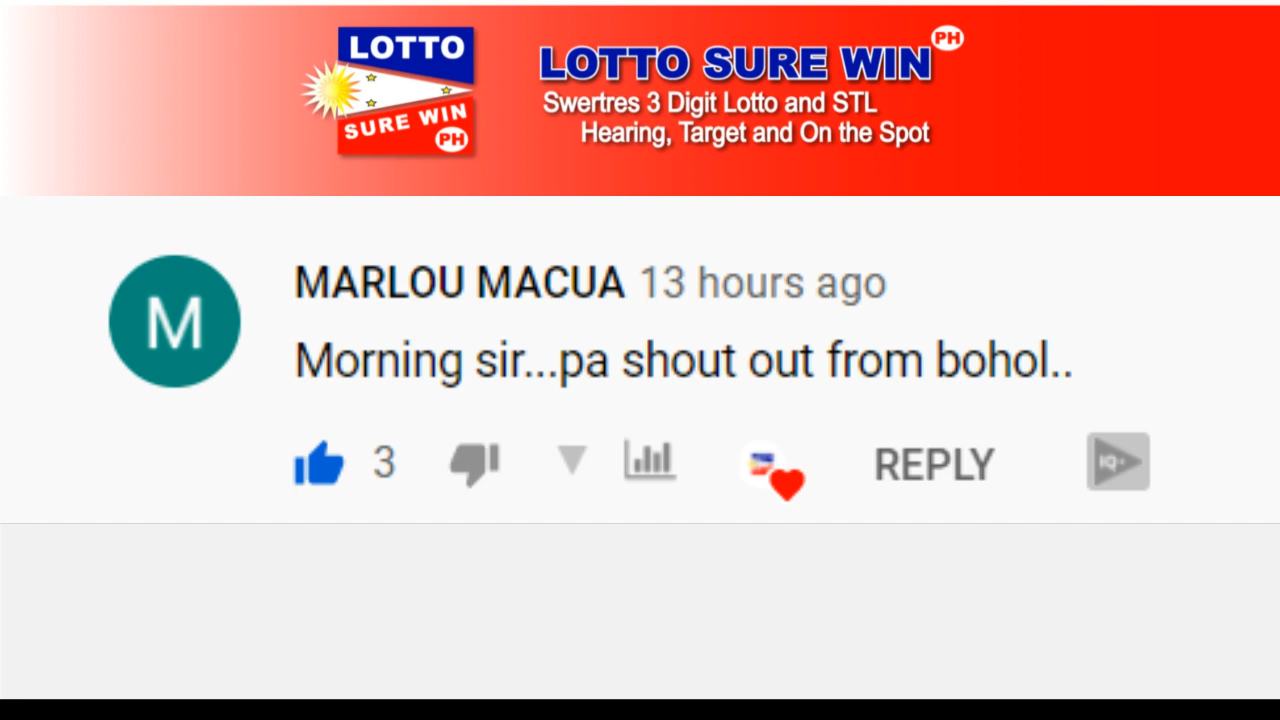 LOTTO
SURE WIN
PH
LOTTO SURE WIN PH
Swertres 3 Digit Lotto and STL
Hearing, Target and On the Spot
M
MARLOU MACUA 13 hours ago
Morning sir...pa shout out from bohol..
3
REPLY
IQ